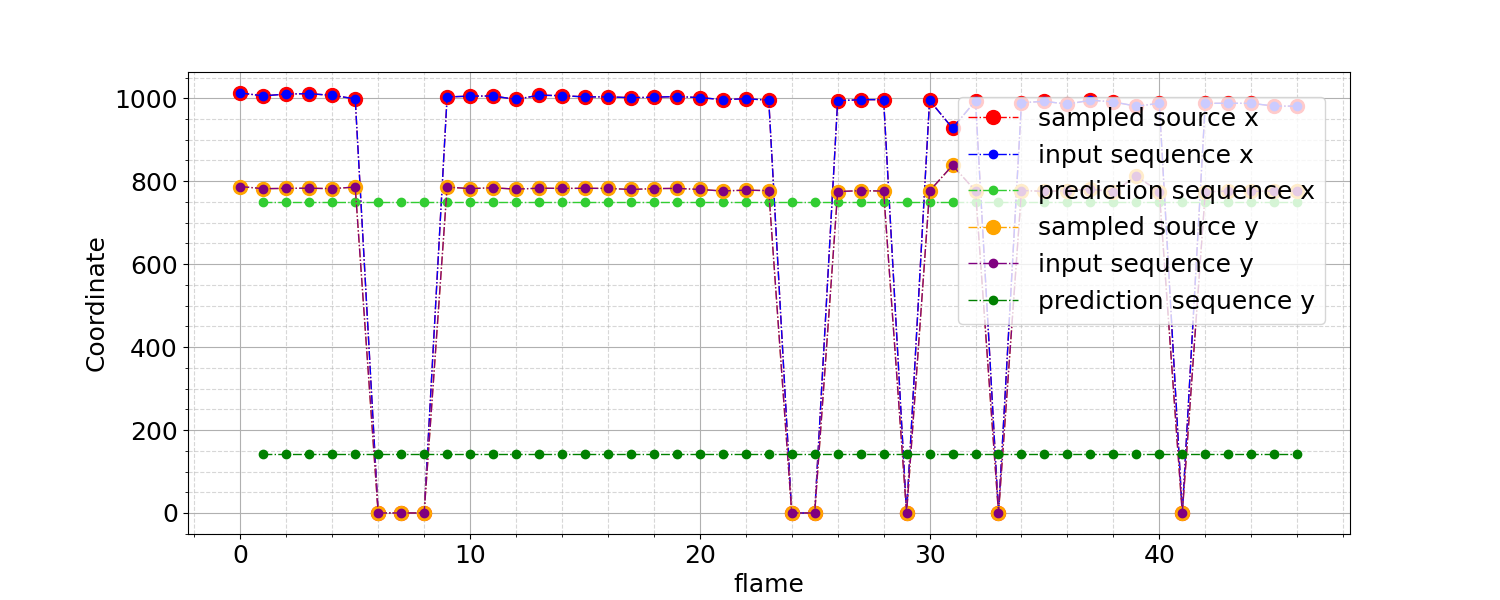 1000
800
600
400
200
0
Coordinate
sampled source x
input sequence x
prediction sequence x
sampled source y
input sequence y
prediction sequence y
0 10 20 30 40
flame